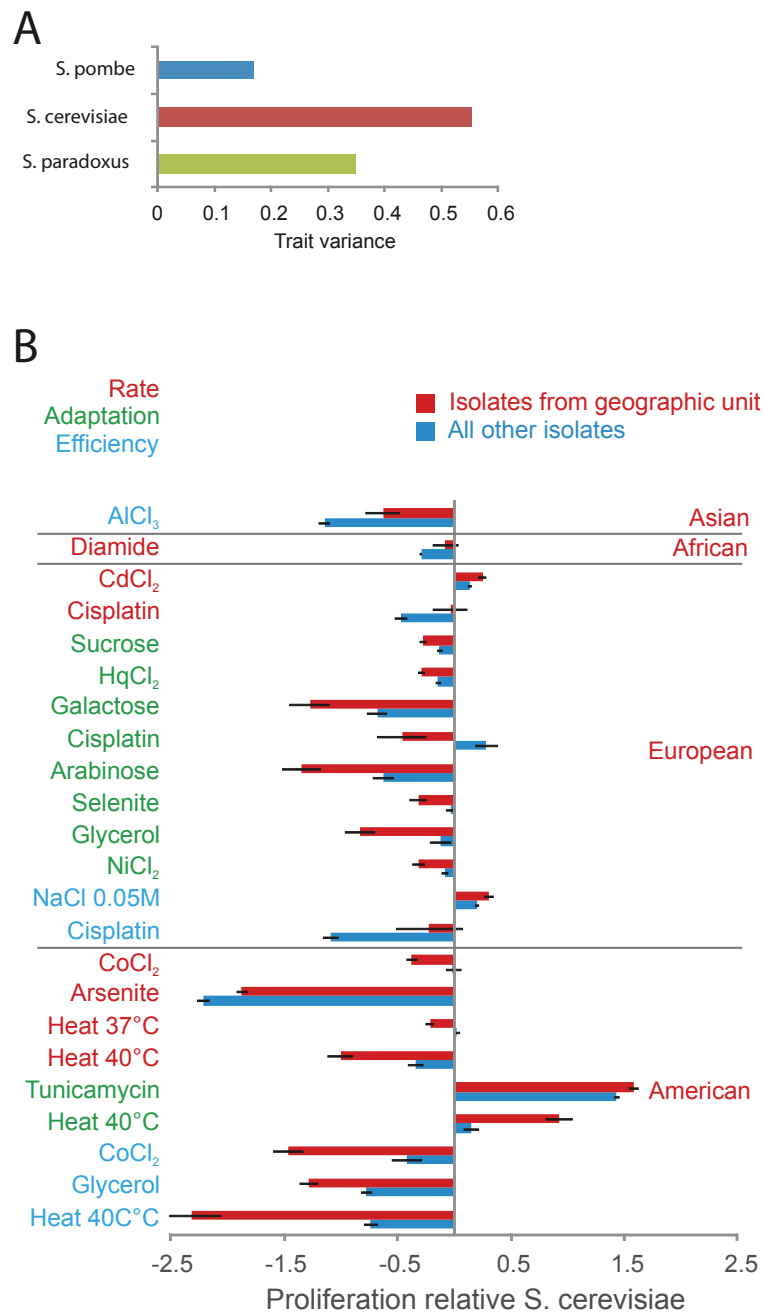 A
S. pombe
S. cerevisiae
S. paradoxus
0 0.1 0.2 0.3 0.4 0.5 0.6
Trait variance
B
Rate
Adaptation
Efficiency
Isolates from geographic unit
All other isolates
AlCl₃ Asian
Diamide African
CdCl₂
Cisplatin
Sucrose
HqCl₂
Galactose
Cisplatin European
Arabinose
Selenite
Glycerol
NiCl₂
NaCl 0.05M
Cisplatin
CoCl₂
Arsenite
Heat 37°C
Heat 40°C
Tunicamycin American
Heat 40°C
CoCl₂
Glycerol
Heat 40C°C
-2.5 -1.5 -0.5 0.5 1.5 2.5
Proliferation relative S. cerevisiae